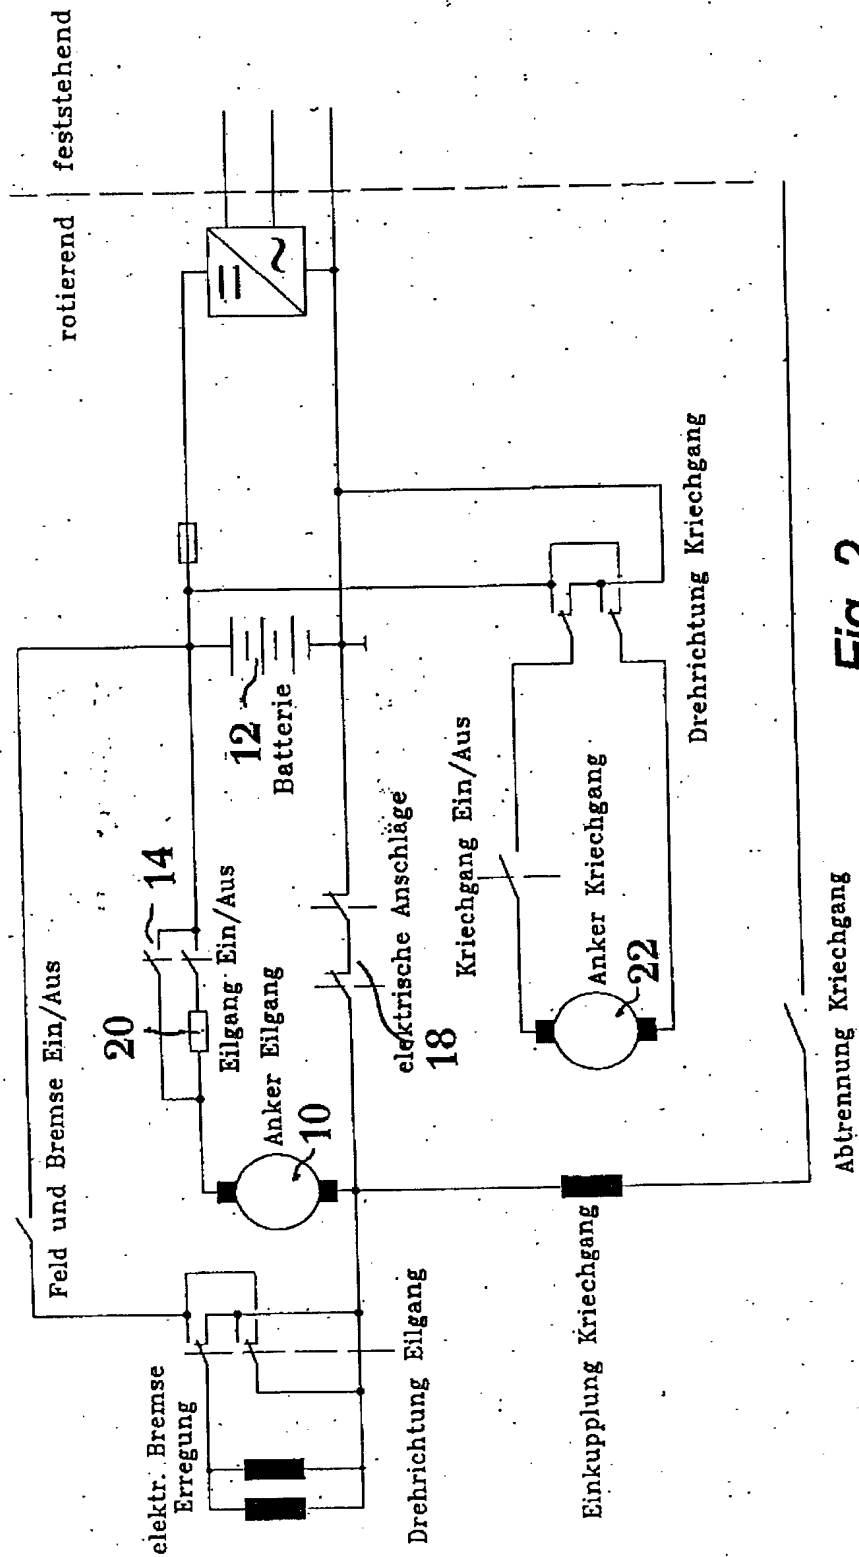 feststehend
rotierend
Feld und Bremse Ein/Aus
14
20
Eilgang Ein/Aus
12
Batterie
Anker Eilgang
10
elektrische Anschläge
18
Kriechgang Ein/Aus
Anker Kriechgang
22
Drehrichtung Kriechgang
elektr. Bremse
Erregung
Drehrichtung Eilgang
Einkupplung Kriechgang
Abtrennung Kriechgang
Fig. 2